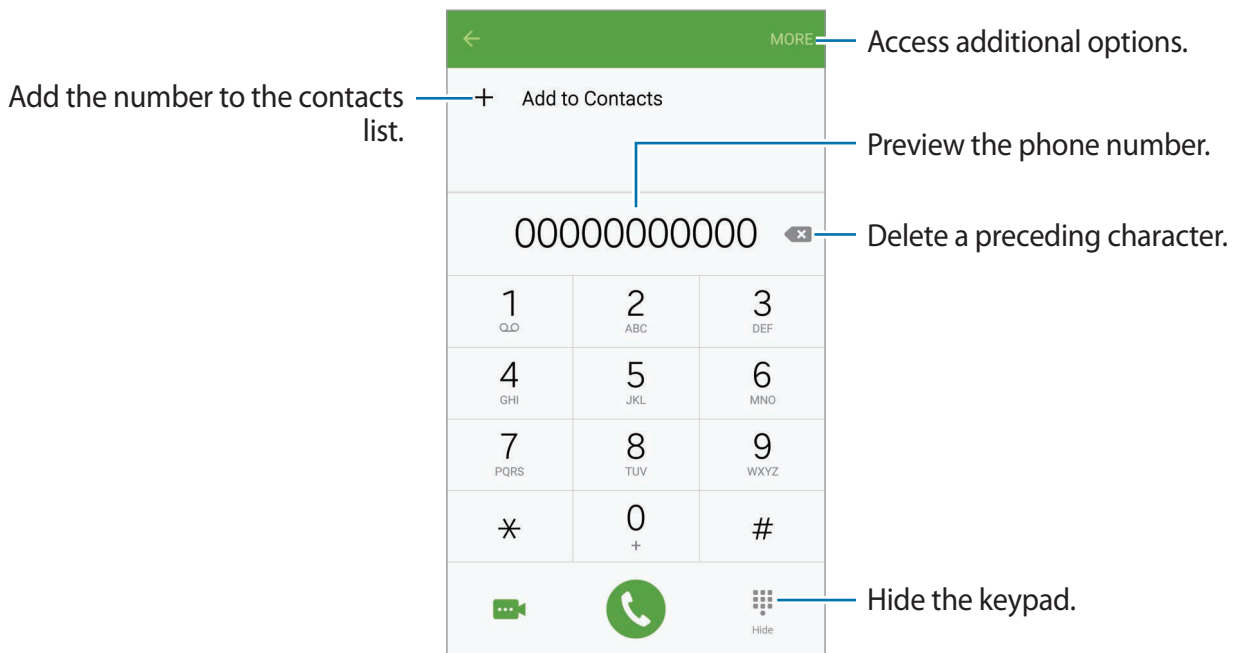 MORE
Access additional options.
Add the number to the contacts
list.
+ Add to Contacts
Preview the phone number.
00000000000
Delete a preceding character.
1 2 3
ABC DEF
4 5 6
GHI JKL MNO
7 8 9
PQRS TUV WXYZ
* 0 #
+
Hide the keypad.
Hide